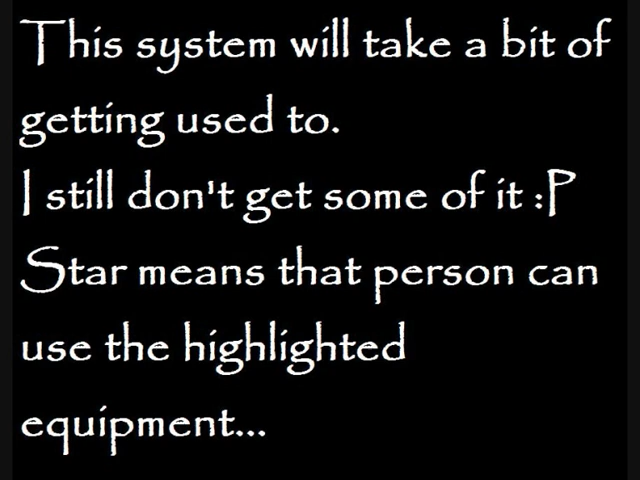 This system will take a bit of
getting used to.
I still don't get some of it :P
Star means that person can
use the highlighted
equipment...